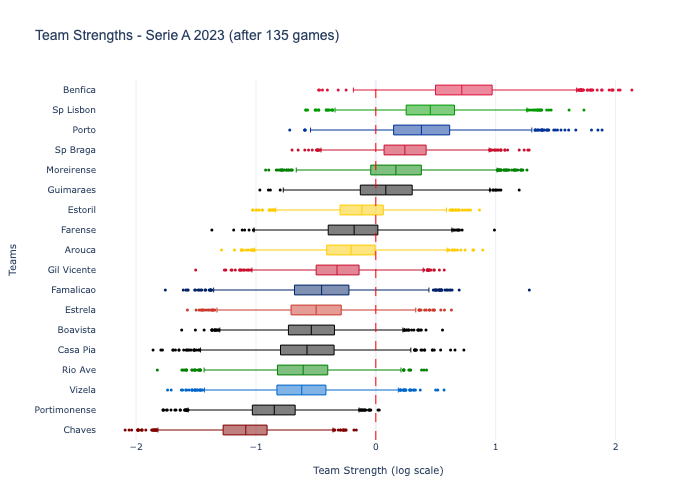 Team Strengths - Serie A 2023 (after 135 games)
Benfica
Sp Lisbon
Porto
Sp Braga
Moreirense
Guimaraes
Estoril
Farense
Arouca
Gil Vicente
Famalicao
Estrela
Boavista
Casa Pia
Rio Ave
Vizela
Portimonense
Chaves
Teams
−2 −1 0 1 2
Team Strength (log scale)